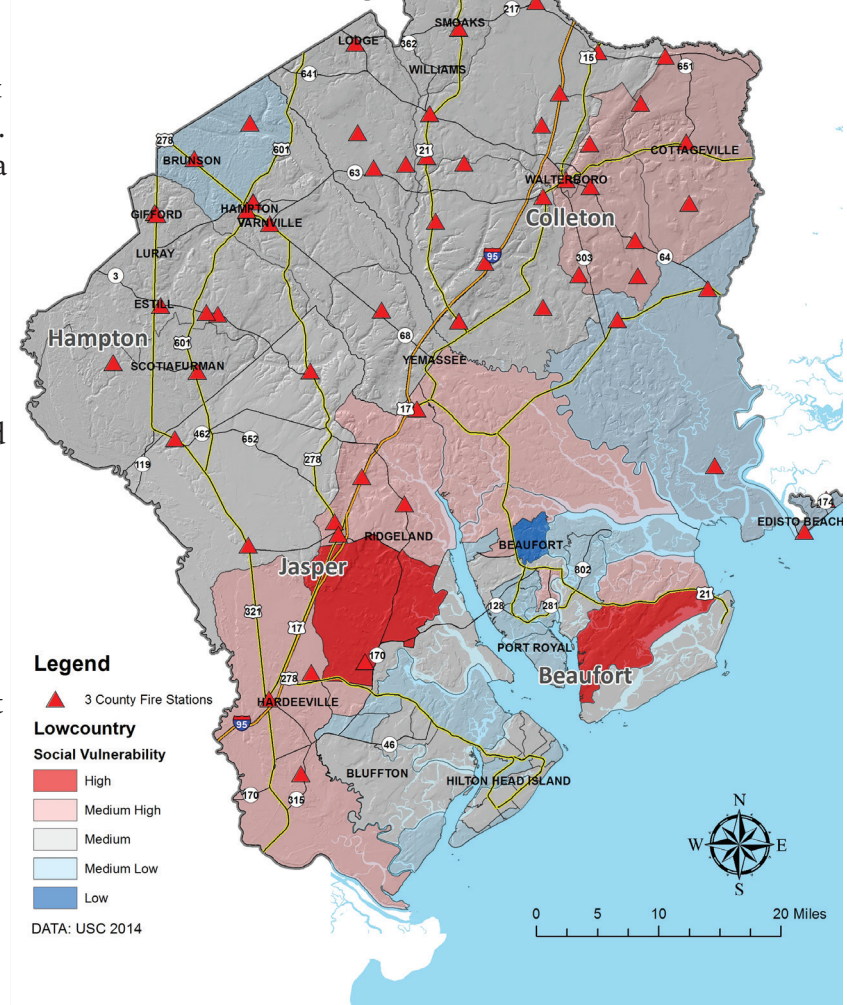 217
SMOAKS
LODGE
362
15
WILLIAMS
651
641
278
601
21
COTTAGEVILLE
BRUNSON
63
WALTERBORO
HAMPTON
GIFFORD
VARNVILLE
Colleton
LURAY
95
303
64
3
ESTILL
Hampton
68
601
YEMASSEE
SCOTIA FURMAN
17
462
652
119
278
174
EDISTO BEACH
RIDGELAND
BEAUFORT
Jasper
802
21
321
128
281
17
PORT ROYAL
170
Beaufort
278
HARDEEVILLE
95
46
BLUFFTON
HILTON HEAD ISLAND
170
315
Legend
3 County Fire Stations
Lowcountry
Social Vulnerability
High
Medium High
Medium
Medium Low
Low
DATA: USC 2014
N
W
E
S
0 5 10 20 Miles